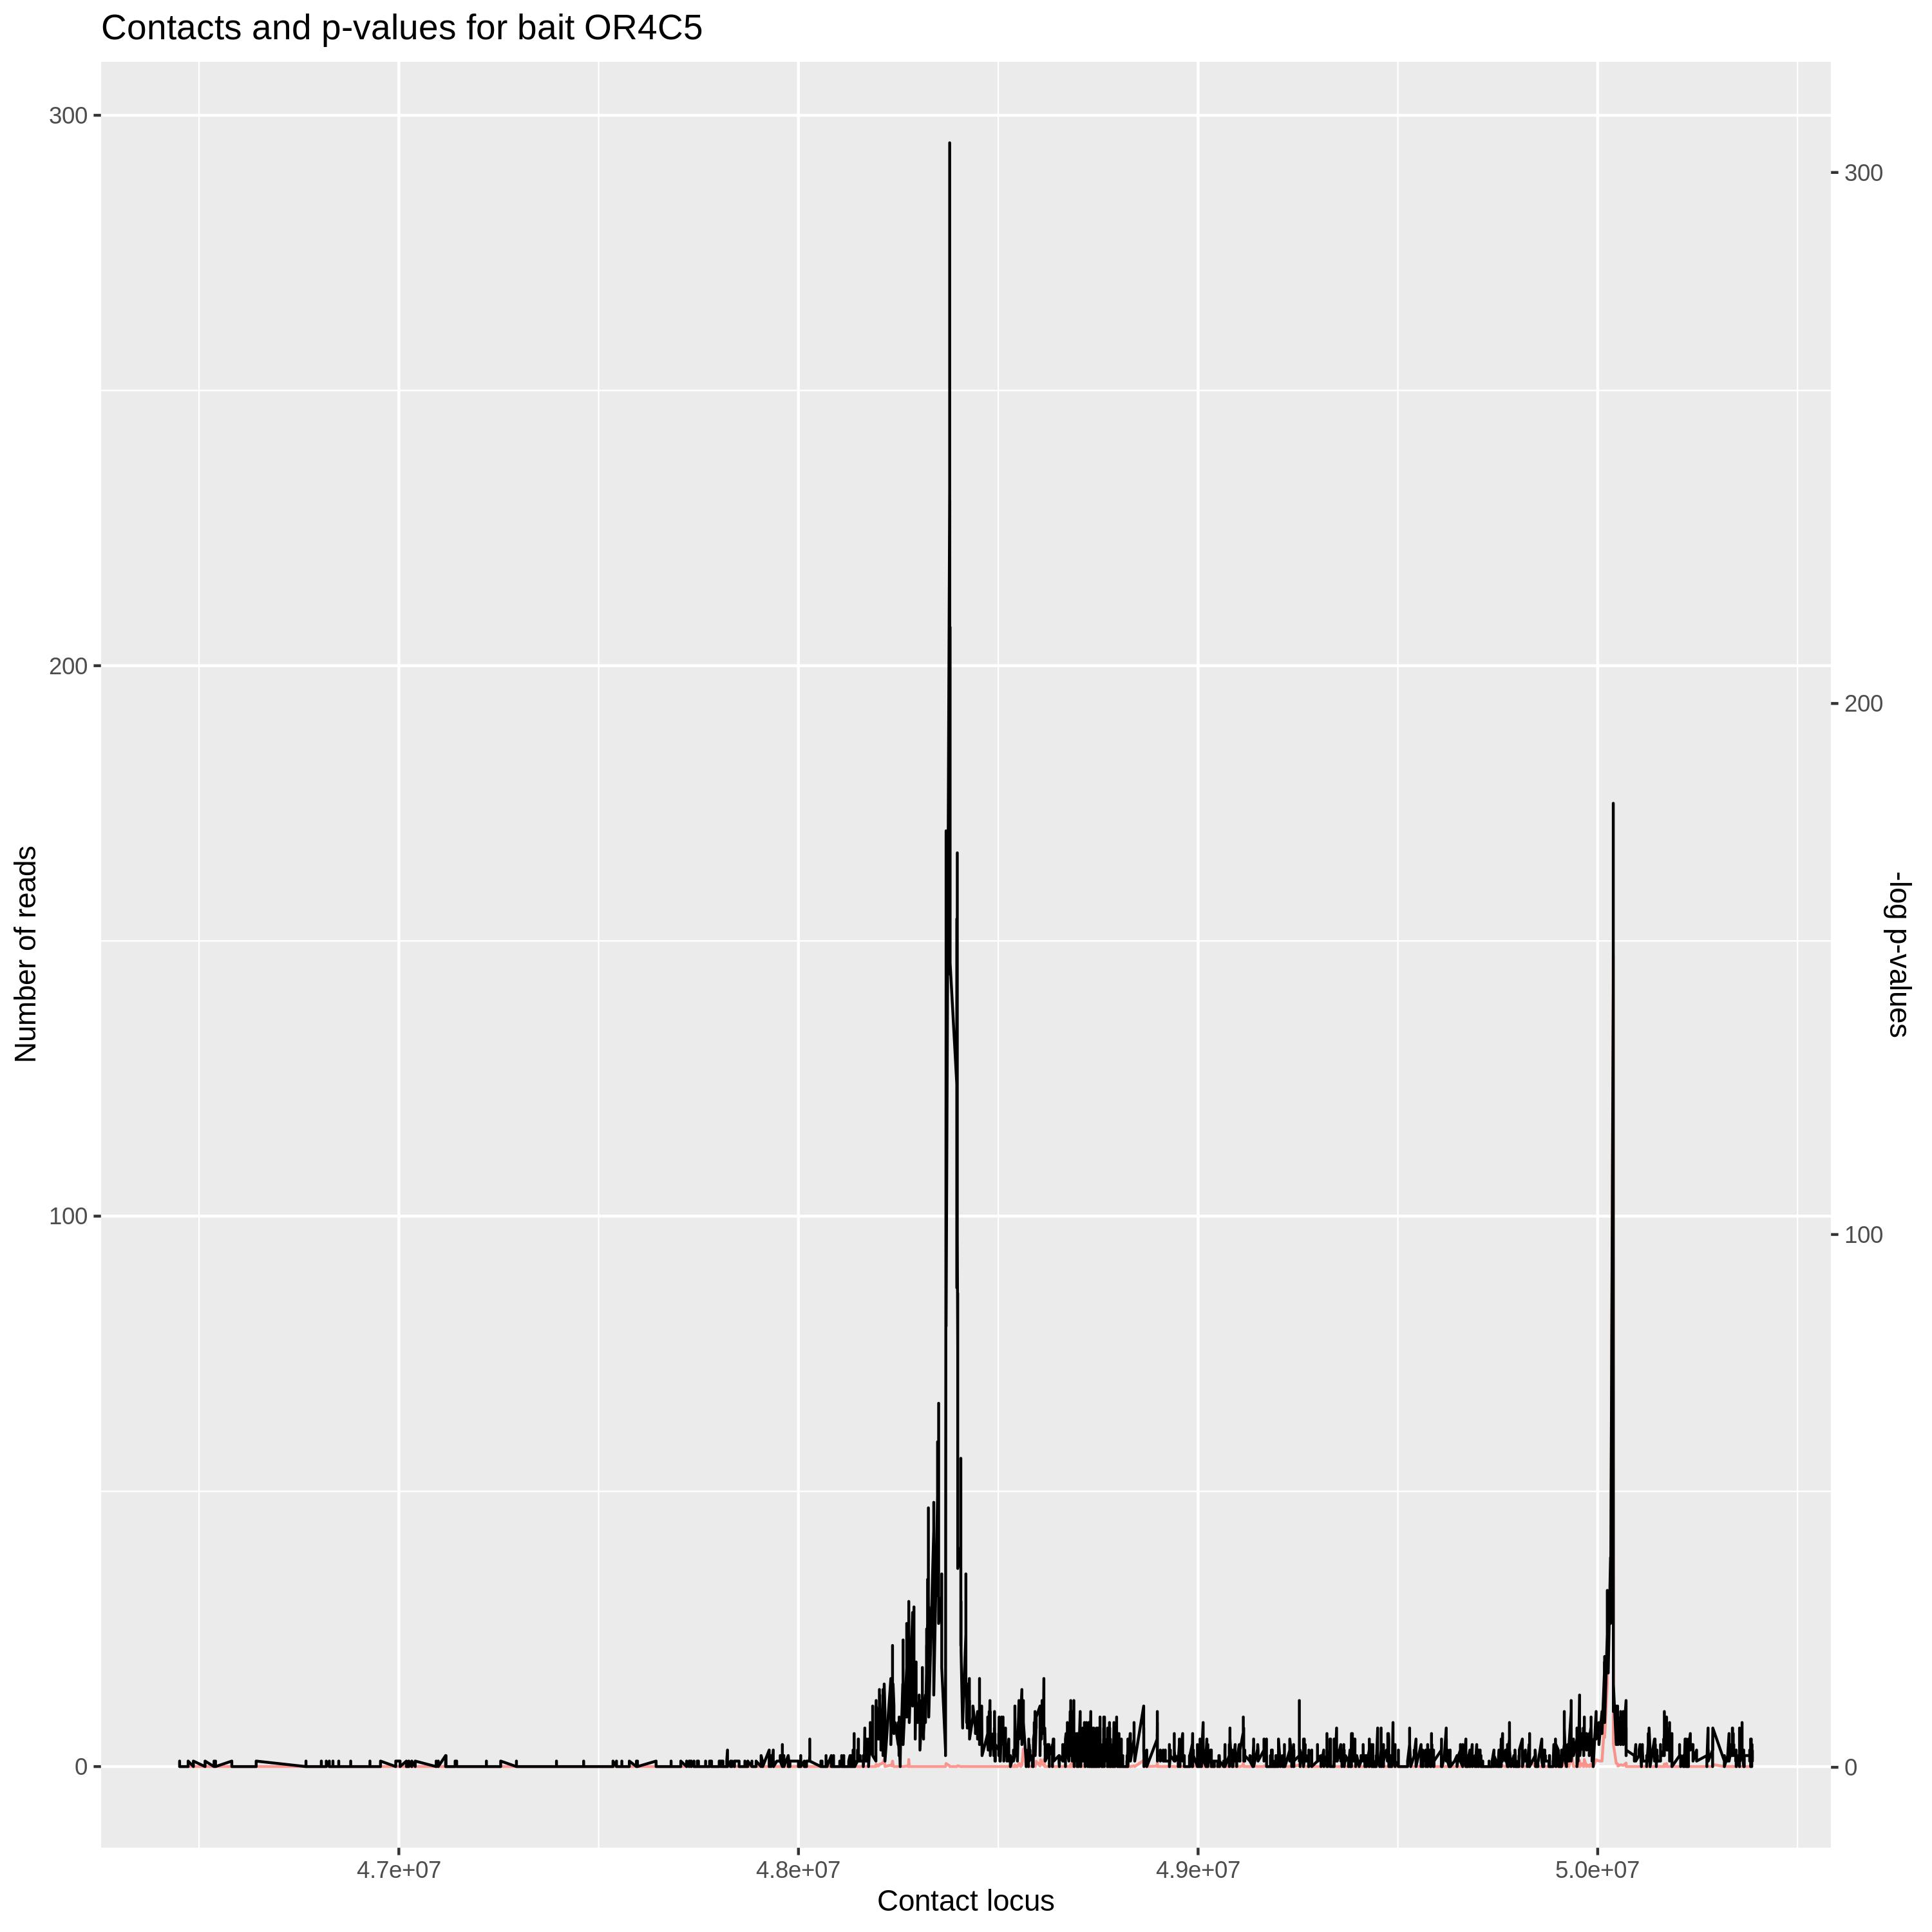 Contacts and p-values for bait OR4C5
300
200
100
0
Number of reads
300
200
100
0
-log p-values
4.7e+07 4.8e+07 4.9e+07 5.0e+07
Contact locus